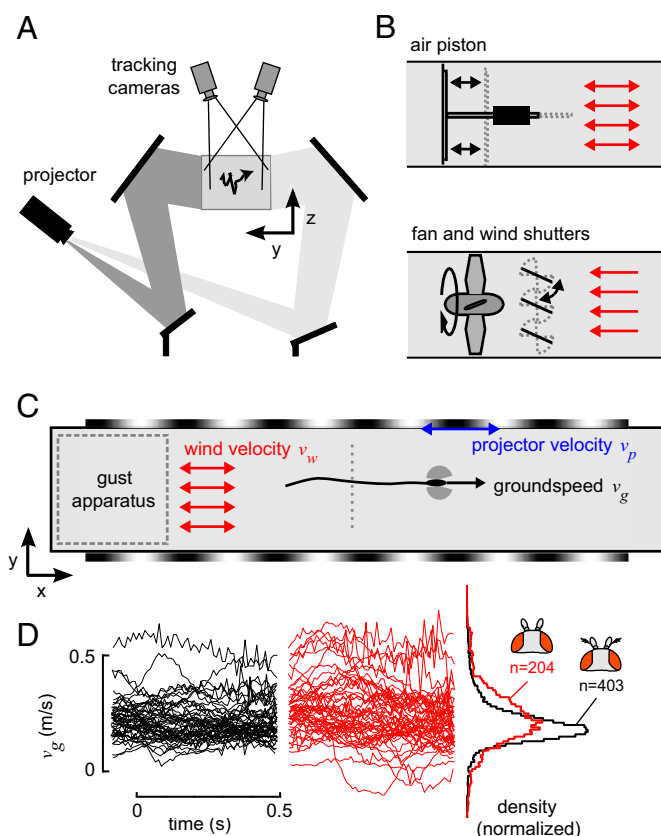 A
tracking
cameras
projector
z
y
B
air piston
fan and wind shutters
C
wind velocity v_w
projector velocity v_p
gust
apparatus
groundspeed v_g
y
x
D
0.5
v_g (m/s)
0
0
0.5
time (s)
n=204
n=403
density
(normalized)